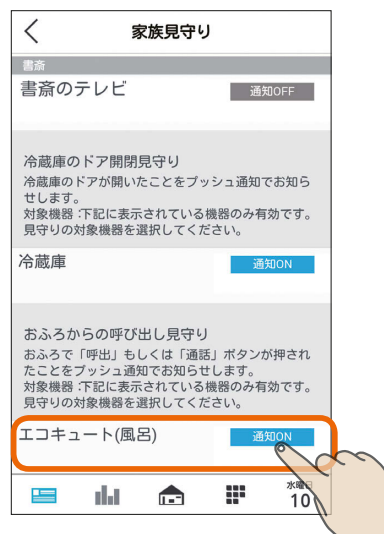 家族見守り
書斎
書斎のテレビ
通知OFF
冷蔵庫のドア開閉見守り
冷蔵庫のドアが開いたことをプッシュ通知でお知ら
せします。
対象機器:下記に表示されている機器のみ有効です。
見守りの対象機器を選択してください。
冷蔵庫
通知ON
おふろからの呼び出し見守り
おふろで「呼出」もしくは「通話」ボタンが押され
たことをプッシュ通知でお知らせします。
対象機器:下記に表示されている機器のみ有効です。
見守りの対象機器を選択してください。
エコキュート(風呂)
通知ON
水曜日
10